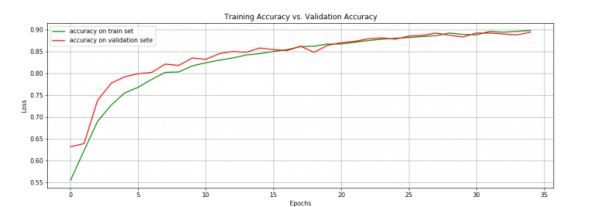 Training Accuracy vs. Validation Accuracy
accuracy on train set
accuracy on validation sete
0.90
0.85
0.80
0.75
0.70
0.65
0.60
0.55
Loss
0 5 10 15 20 25 30 35
Epochs